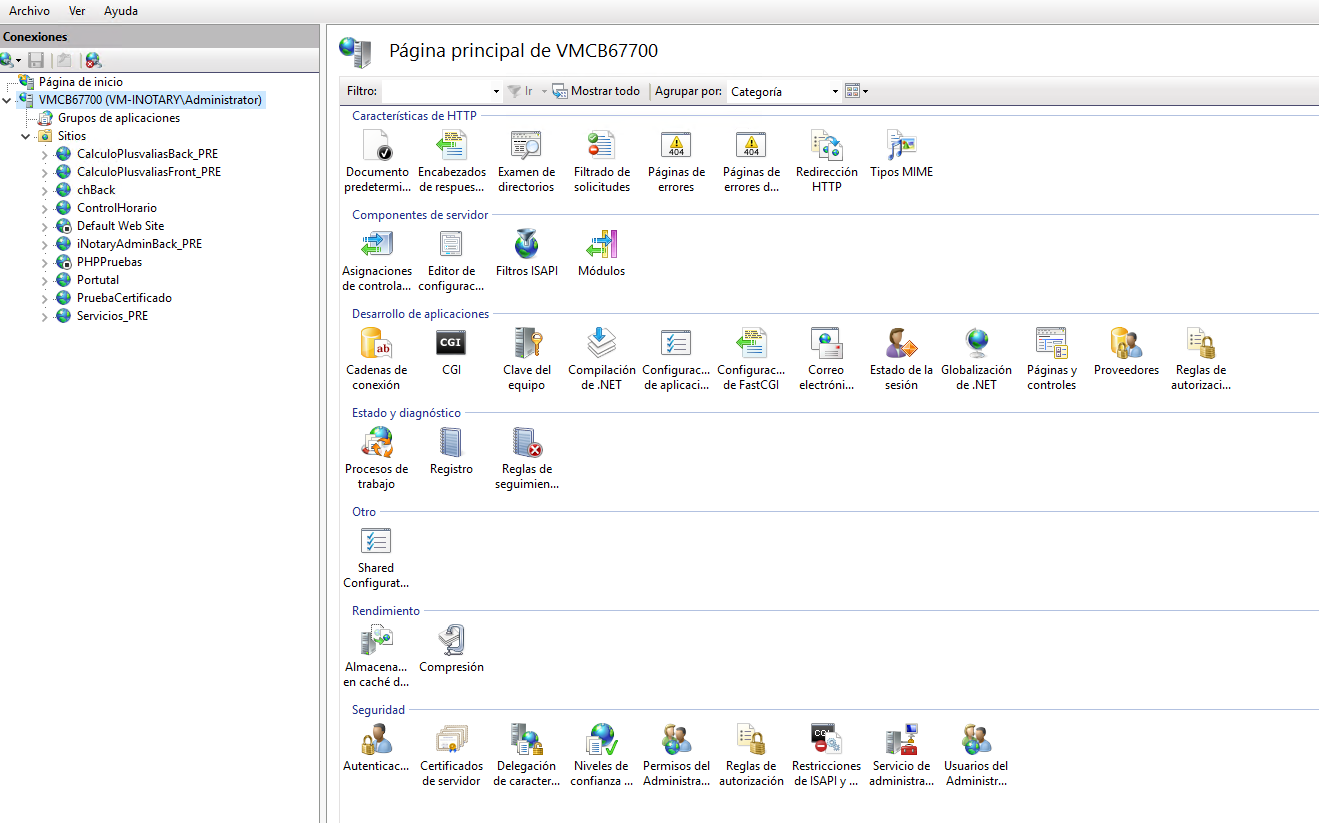 Archivo Ver Ayuda
Conexiones
Página de inicio
VMCB67700 (VM-INOTARY\Administrator)
Grupos de aplicaciones
Sitios
CalculoPlusvaliasBack_PRE
CalculoPlusvaliasFront_PRE
chBack
ControlHorario
Default Web Site
iNotaryAdminBack_PRE
PHPPruebas
Portutal
PruebaCertificado
Servicios_PRE
Página principal de VMCB67700
Filtro: Ir Mostrar todo Agrupar por: Categoría
Características de HTTP
404 404
Documento Encabezados Examen de Filtrado de Páginas de Páginas de Redirección Tipos MIME
predetermi... de respues... directorios solicitudes errores errores d... HTTP
Componentes de servidor
Asignaciones Editor de Filtros ISAPI Módulos
de controla... configurac...
Desarrollo de aplicaciones
ab CGI
Cadenas de CGI Clave del Compilación Configurac... Configurac... Correo Estado de la Globalización Páginas y Proveedores Reglas de
conexión equipo de .NET de aplicaci... de FastCGI electróni... sesión de .NET controles autorizaci...
Estado y diagnóstico
Procesos de Registro Reglas de
trabajo seguimien...
Otro
Shared
Configurat...
Rendimiento
Almacena... Compresión
en caché d...
Seguridad
CGI
Autenticac... Certificados Delegación Niveles de Permisos del Reglas de Restricciones Servicio de Usuarios del
de servidor de caracter... confianza ... Administra... autorización de ISAPI y ... administra... Administr...